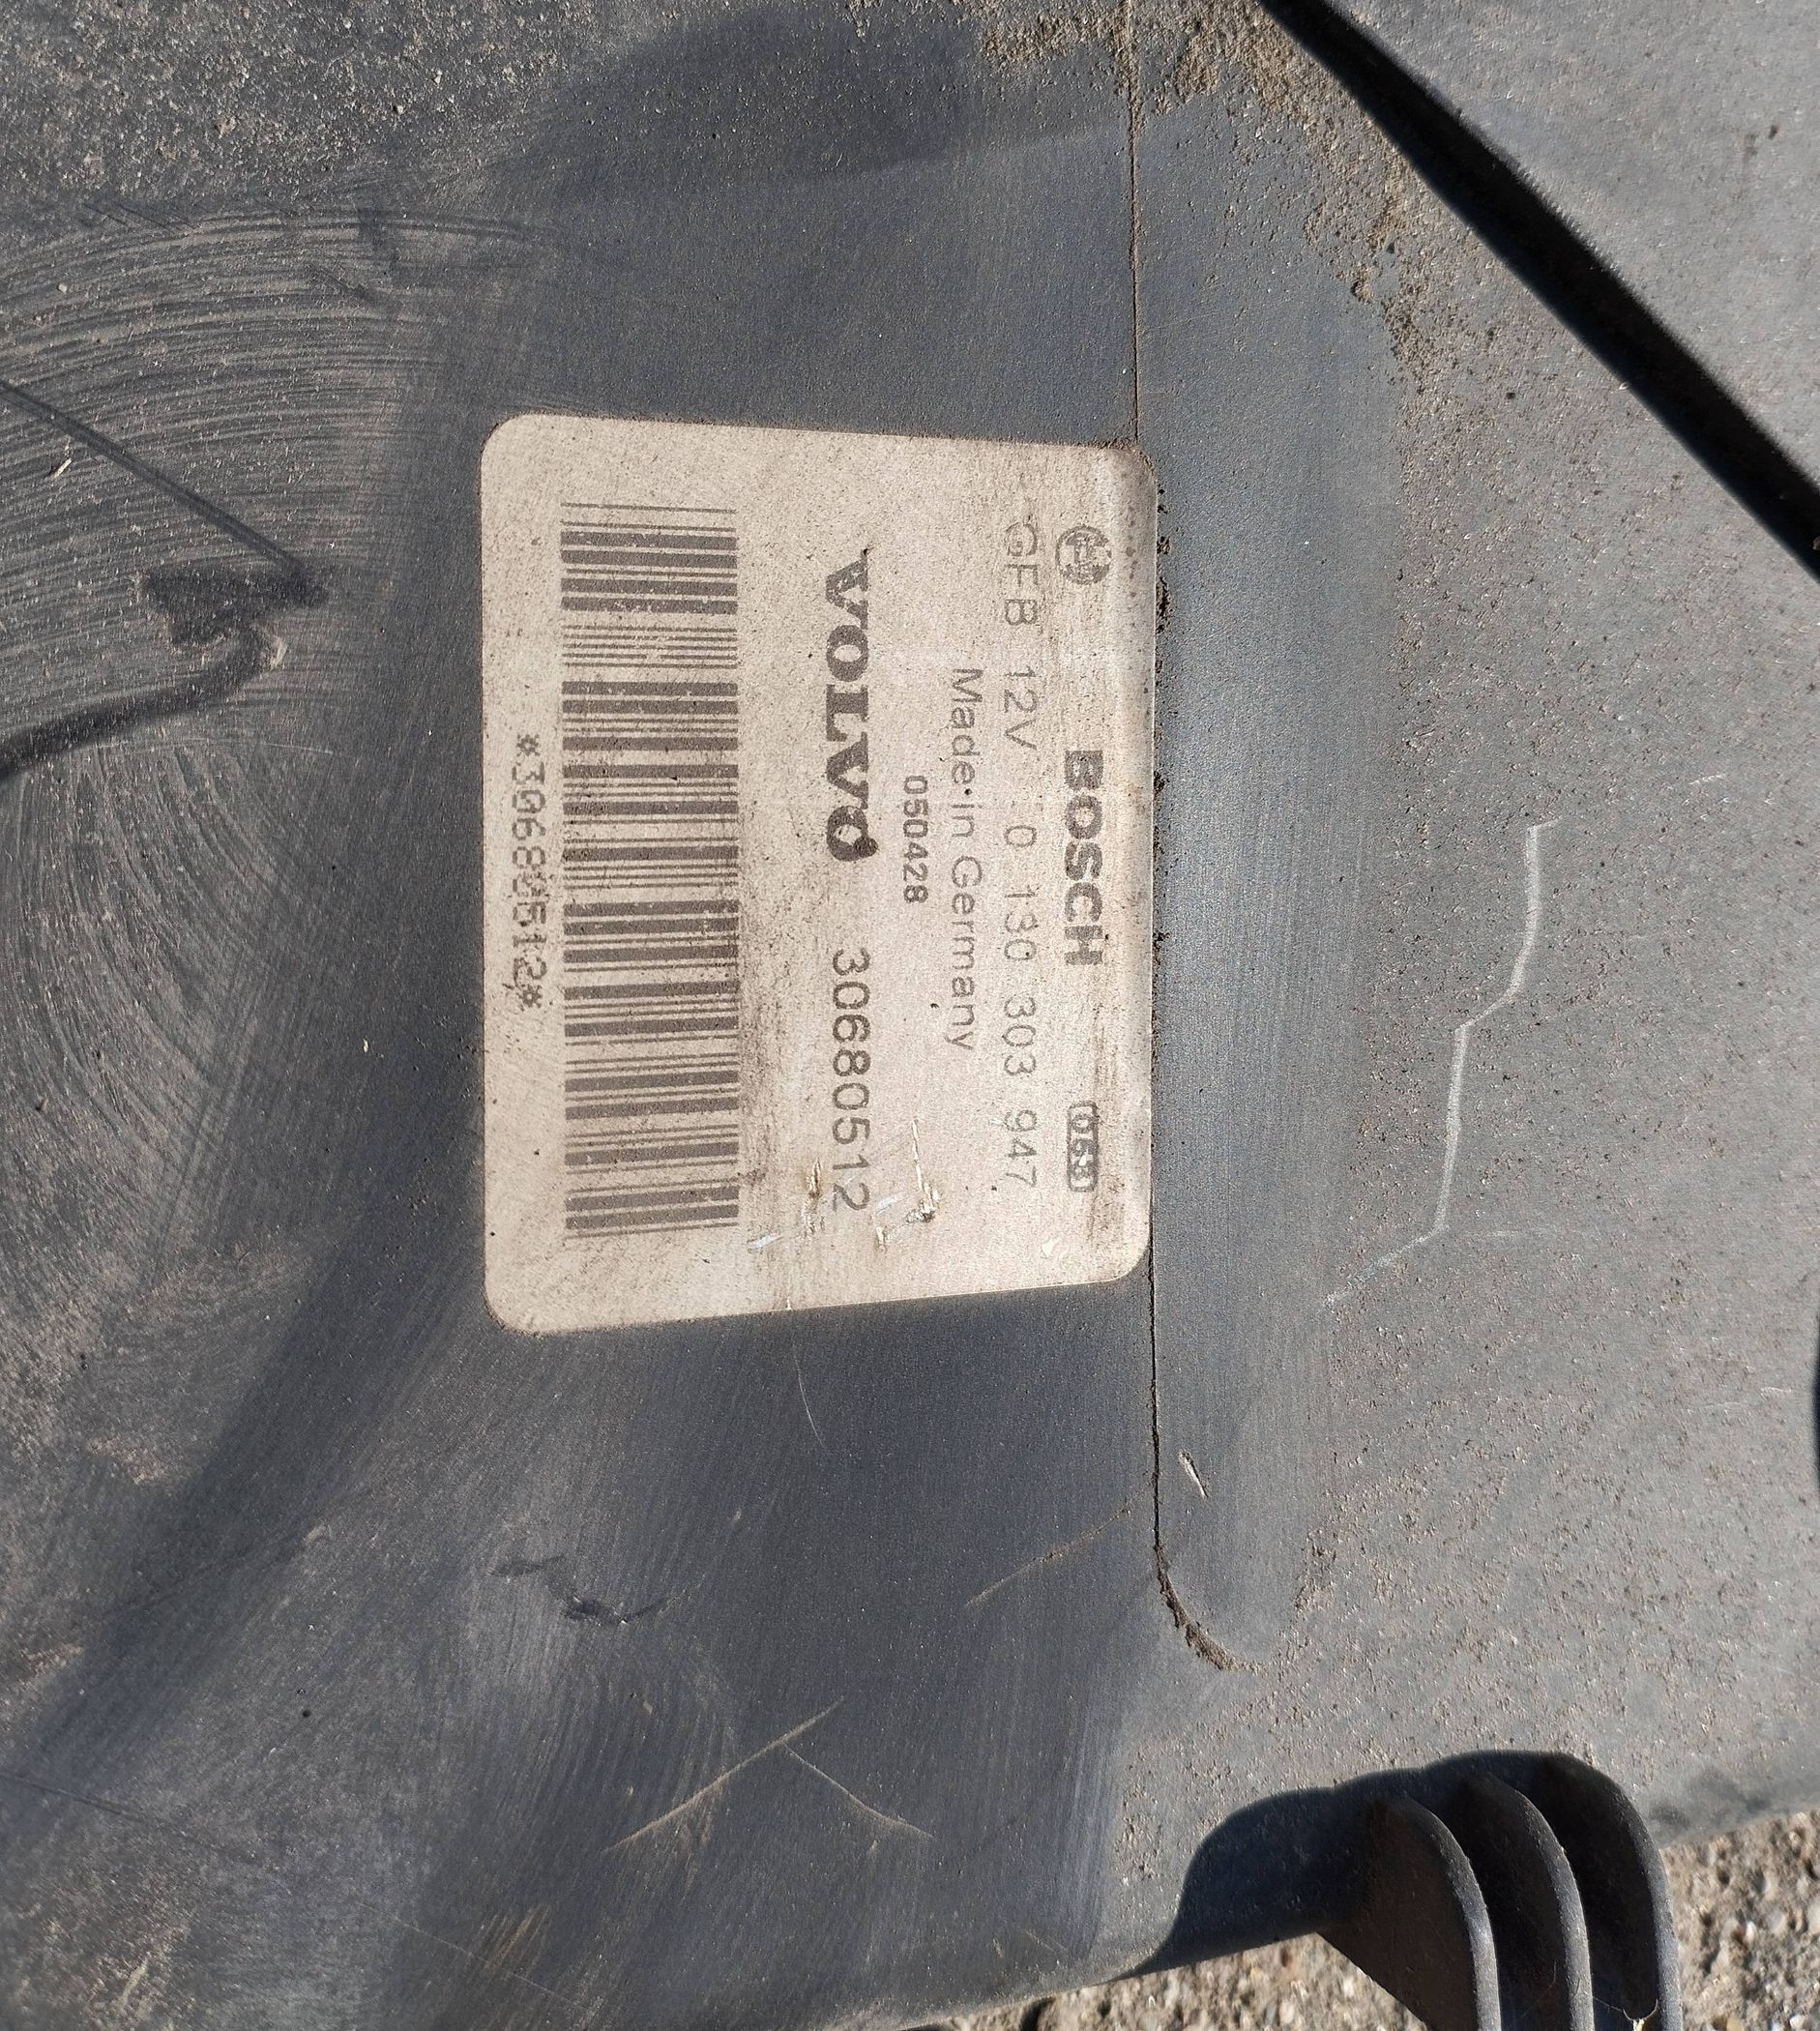 BOSCH
GFB 12V 0 130 303 947
Made in Germany
050428
VOLVO 30680512
*30680512*